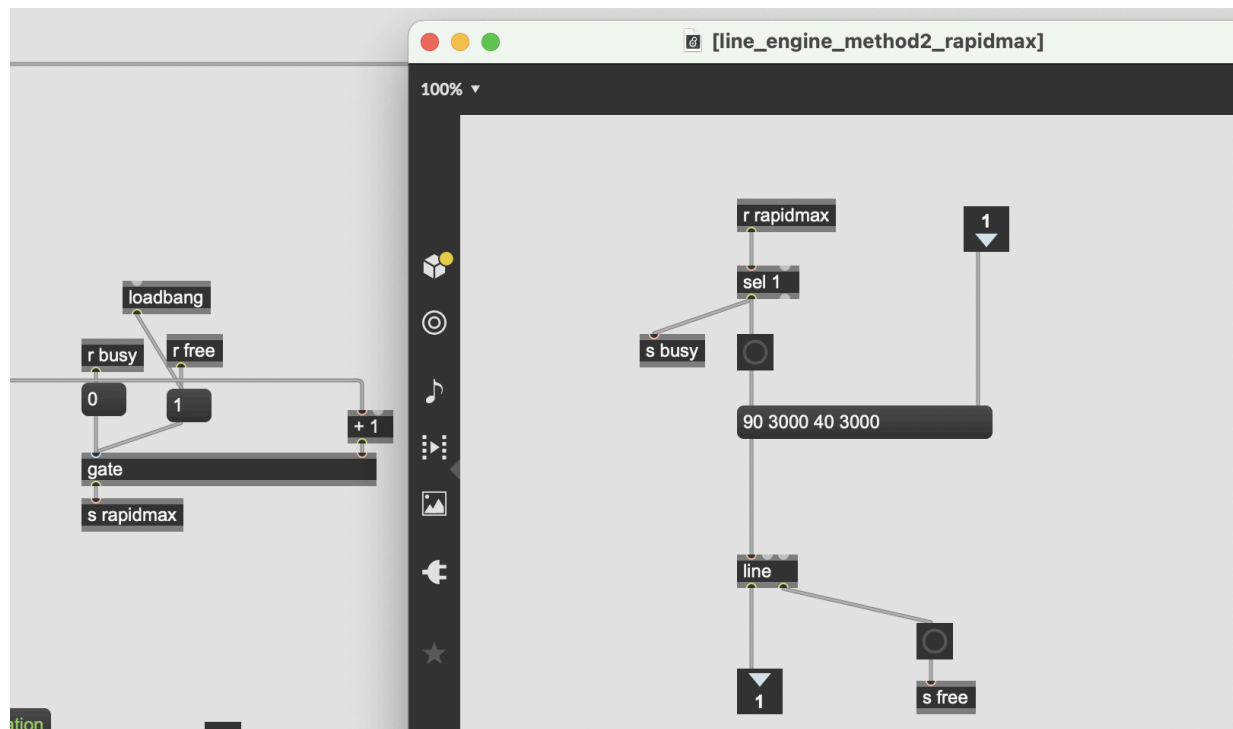 [line_engine_method2_rapidmax]
100%
r rapidmax
1
sel 1
s busy
90 3000 40 3000
line
1
s free
loadbang
r busy
r free
0
1
+ 1
gate
s rapidmax
ation